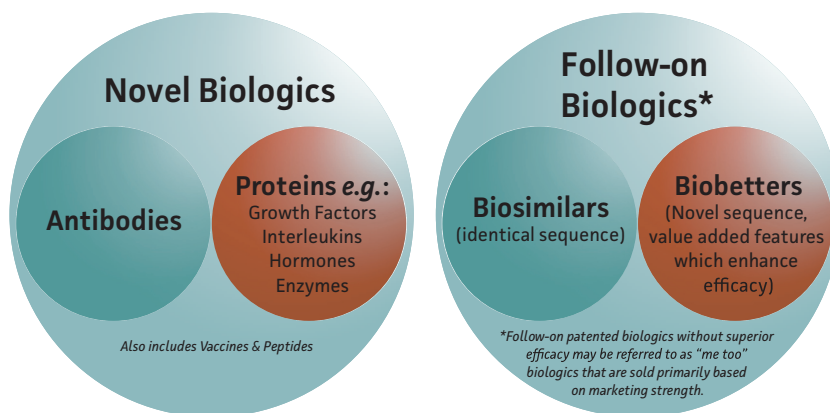 Novel Biologics
Antibodies
Proteins e.g.:
Growth Factors
Interleukins
Hormones
Enzymes
Also includes Vaccines & Peptides
Follow-on
Biologics*
Biosimilars
(identical sequence)
Biobetters
(Novel sequence,
value added features
which enhance
efficacy)
*Follow-on patented biologics without superior
efficacy may be referred to as “me too”
biologics that are sold primarily based
on marketing strength.